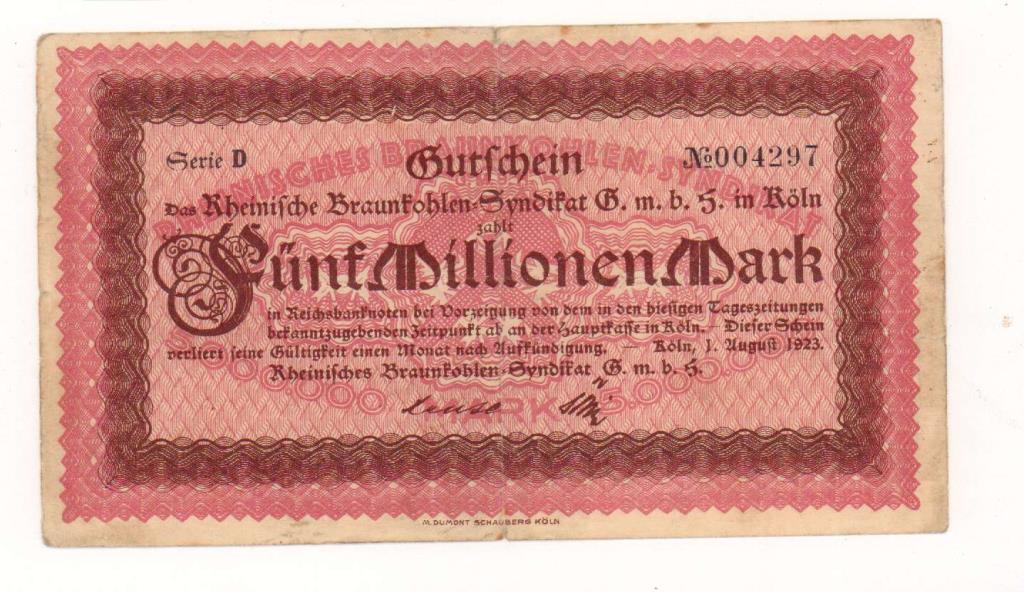 Serie D
Gutschein
№004297
Das Rheinische Braunkohlen-Syndikat G. m. b. H. in Köln
zahlt
Fünf Millionen Mark
in Reichsbanknoten bei Vorzeigung von dem in den hiesigen Tageszeitungen
bekanntzugebenden Zeitpunkt ab an der Hauptkasse in Köln. — Dieser Schein
verliert seine Gültigkeit einen Monat nach Aufkündigung. — Köln, 1. August 1923.
Rheinisches Braunkohlen-Syndikat G. m. b. H.
MARK
M. DUMONT SCHAUBERG KÖLN